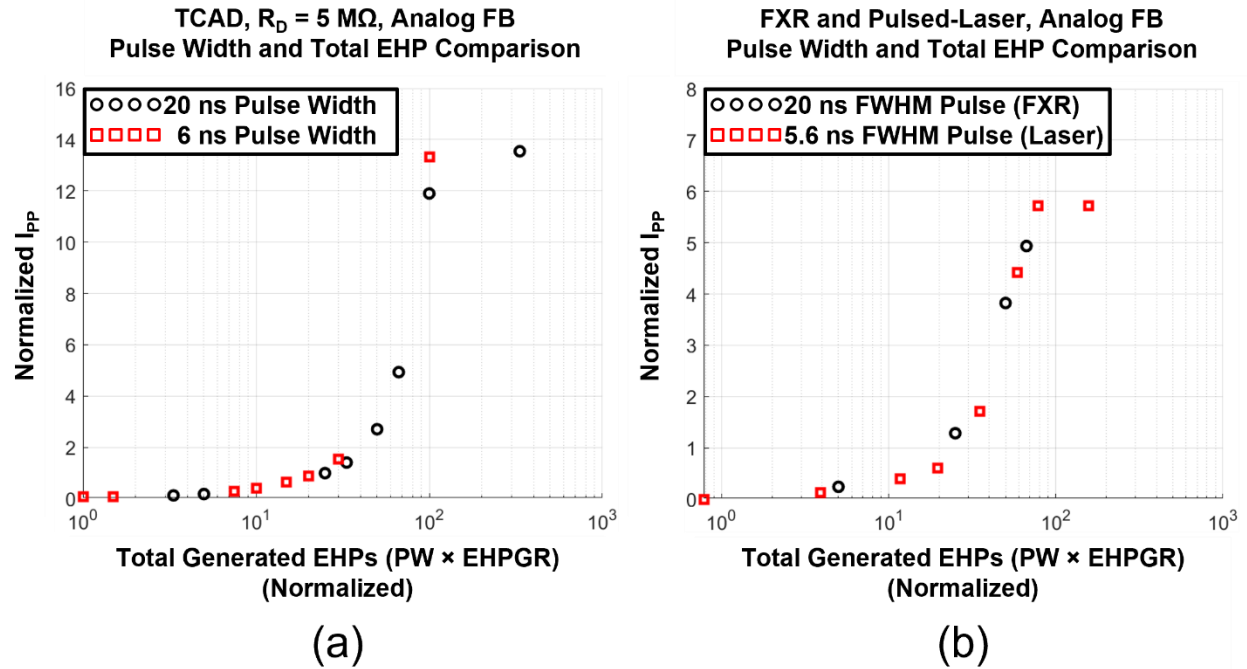 TCAD, R_D = 5 MΩ, Analog FB
Pulse Width and Total EHP Comparison
16
14
12
10
8
6
4
2
0
Normalized I_PP
20 ns Pulse Width
6 ns Pulse Width
10^0
10^1
10^2
10^3
Total Generated EHPs (PW × EHPGR)
(Normalized)
(a)
FXR and Pulsed-Laser, Analog FB
Pulse Width and Total EHP Comparison
8
7
6
5
4
3
2
1
0
Normalized I_PP
20 ns FWHM Pulse (FXR)
5.6 ns FWHM Pulse (Laser)
10^0
10^1
10^2
10^3
Total Generated EHPs (PW × EHPGR)
(Normalized)
(b)